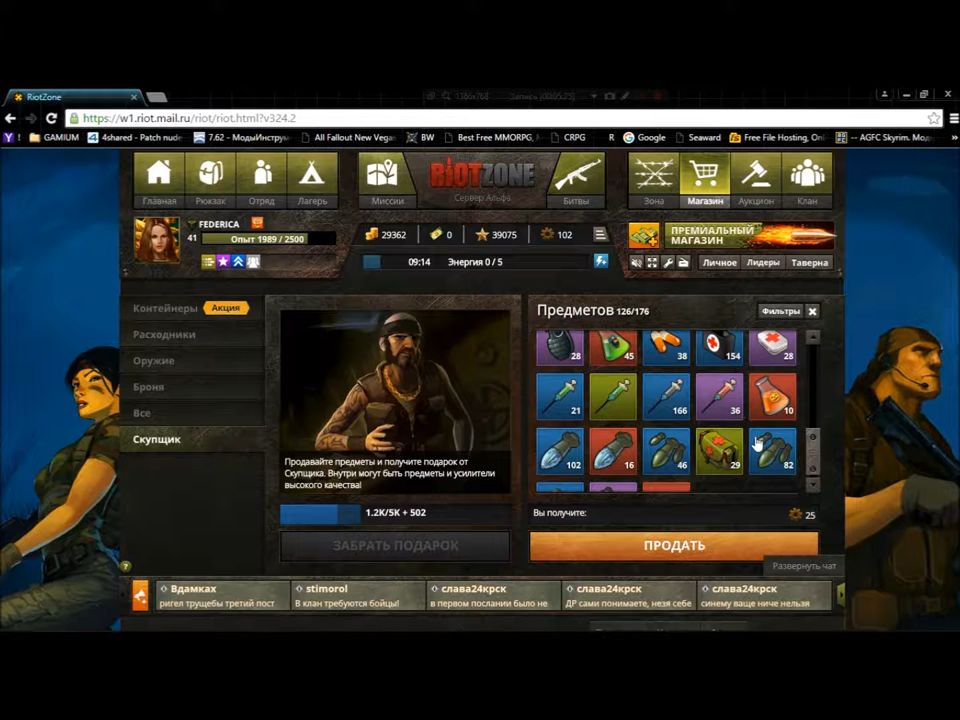 RiotZone
https://w1.riot.mail.ru/riot/riot.html?v324.2
GAMIUM
4shared - Patch nude
7.62 - МодыИнструм
All Fallout New Vegas
BW
Best Free MMORPG,
CRPG
R
Google
Seaward
Free File Hosting, Onl
AGFC Skyrim. Mo
RIOTZONE
Сервер Альфа
Главная
Рюкзак
Отряд
Лагерь
Миссии
Битвы
Зона
Магазин
Аукцион
Клан
FEDERICA
41
Опыт 1989 / 2500
29362
0
39075
102
09:14
Энергия 0 / 5
ПРЕМИАЛЬНЫЙ
МАГАЗИН
Личное
Лидеры
Таверна
Контейнеры
Акция
Расходники
Оружие
Броня
Все
Скупщик
Продавайте предметы и получите подарок от
Скупщика. Внутри могут быть предметы и усилители
высокого качества!
1.2K/5K + 502
ЗАБРАТЬ ПОДАРОК
Предметов 126/176
Фильтры
28
45
38
154
28
21
166
36
10
102
16
46
29
82
Вы получите:
25
ПРОДАТЬ
Развернуть чат
Вдамках
ригел трущебы третий пост
stimorol
В клан требуются бойцы!
слава24крск
в первом послании было не
слава24крск
ДР сами понимаете, незя себе
слава24крск
синему ваще ниче нельзя